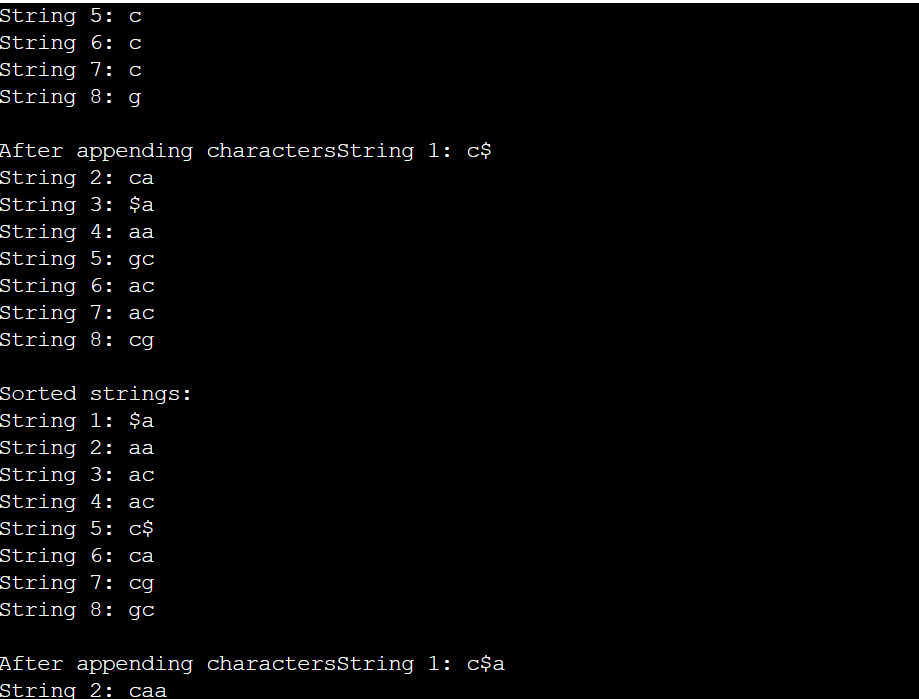 String 5: c
String 6: c
String 7: c
String 8: g
After appending charactersString 1: c$
String 2: ca
String 3: $a
String 4: aa
String 5: gc
String 6: ac
String 7: ac
String 8: cg
Sorted strings:
String 1: $a
String 2: aa
String 3: ac
String 4: ac
String 5: c$
String 6: ca
String 7: cg
String 8: gc
After appending charactersString 1: c$a
String 2: caa